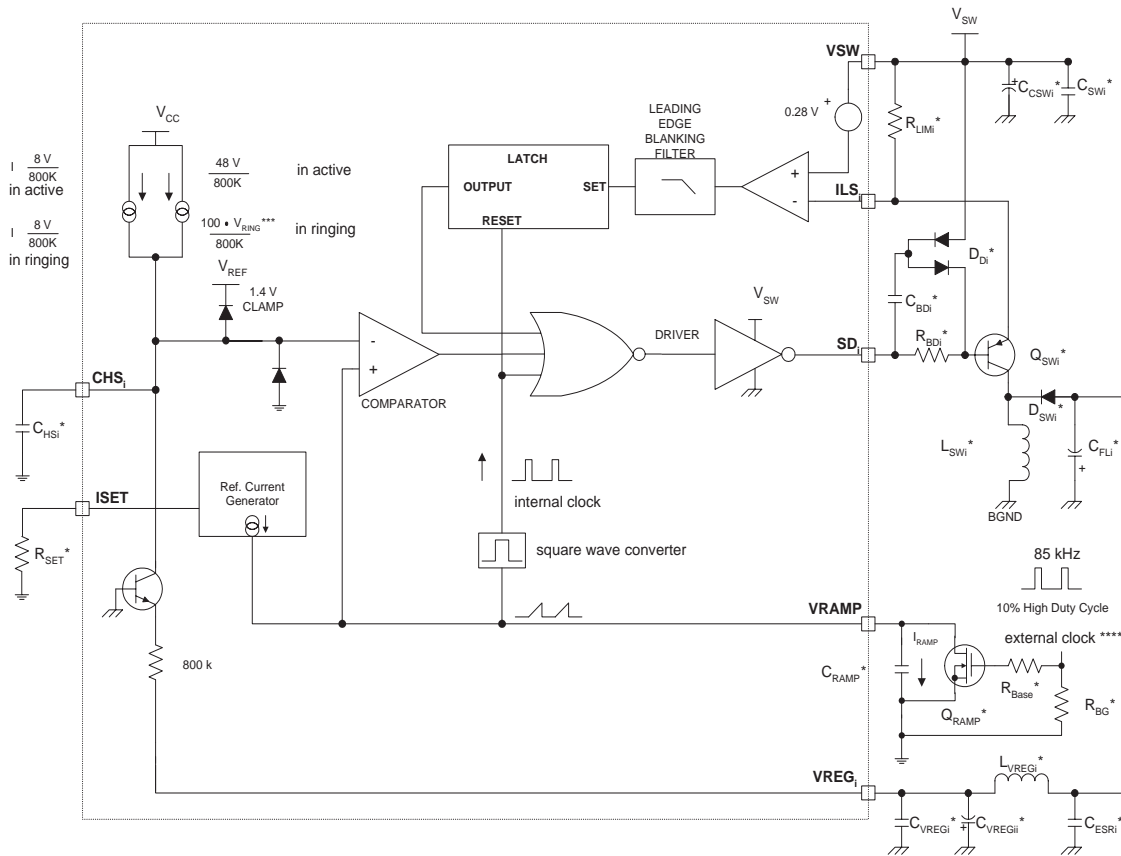 V_SW
VSW
0.28 V
+
R_LIMi*
+
C_CSWi*
C_SWi*
LEADING
EDGE
BLANKING
FILTER
V_CC
I 8 V
800K
in active
48 V
800K
in active
LATCH
OUTPUT
SET
RESET
+
-
ILS_i
I 8 V
800K
in ringing
100 • V_RING***
800K
in ringing
V_REF
1.4 V
CLAMP
D_Di*
C_BDi*
V_SW
DRIVER
SD_i
R_BDi*
Q_SWi*
-
+
COMPARATOR
CHS_i
C_HSi*
D_SWi*
L_SWi*
C_FLi*
+
BGND
Ref. Current
Generator
ISET
R_SET*
internal clock
square wave converter
85 kHz
10% High Duty Cycle
external clock ****
VRAMP
I_RAMP
C_RAMP*
Q_RAMP*
R_Base*
R_BG*
800 k
VREG_i
L_VREGi*
C_VREGi*
+
C_VREGii*
C_ESRi*